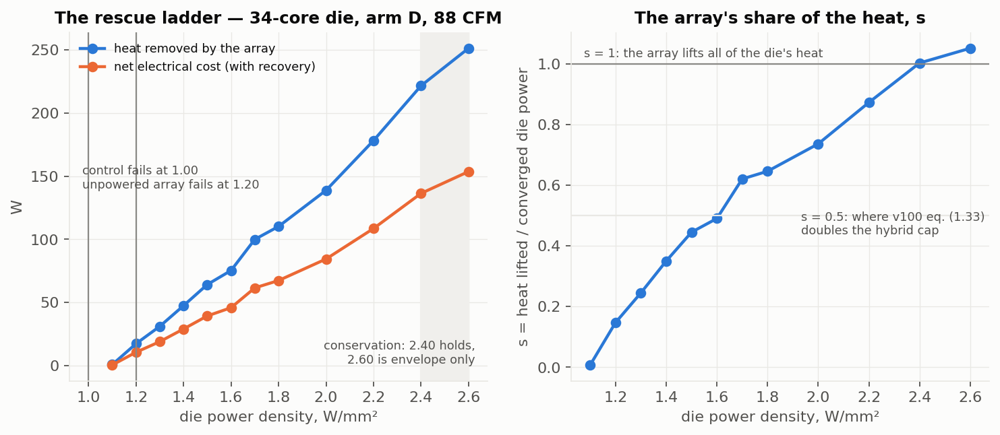 The rescue ladder — 34-core die, arm D, 88 CFM
heat removed by the array
net electrical cost (with recovery)
control fails at 1.00
unpowered array fails at 1.20
conservation: 2.40 holds,
2.60 is envelope only
W
250
200
150
100
50
0
1.0 1.2 1.4 1.6 1.8 2.0 2.2 2.4 2.6
die power density, W/mm²
The array's share of the heat, s
s = 1: the array lifts all of the die's heat
s = 0.5: where v100 eq. (1.33)
doubles the hybrid cap
s = heat lifted / converged die power
1.0
0.8
0.6
0.4
0.2
0.0
1.2 1.4 1.6 1.8 2.0 2.2 2.4 2.6
die power density, W/mm²